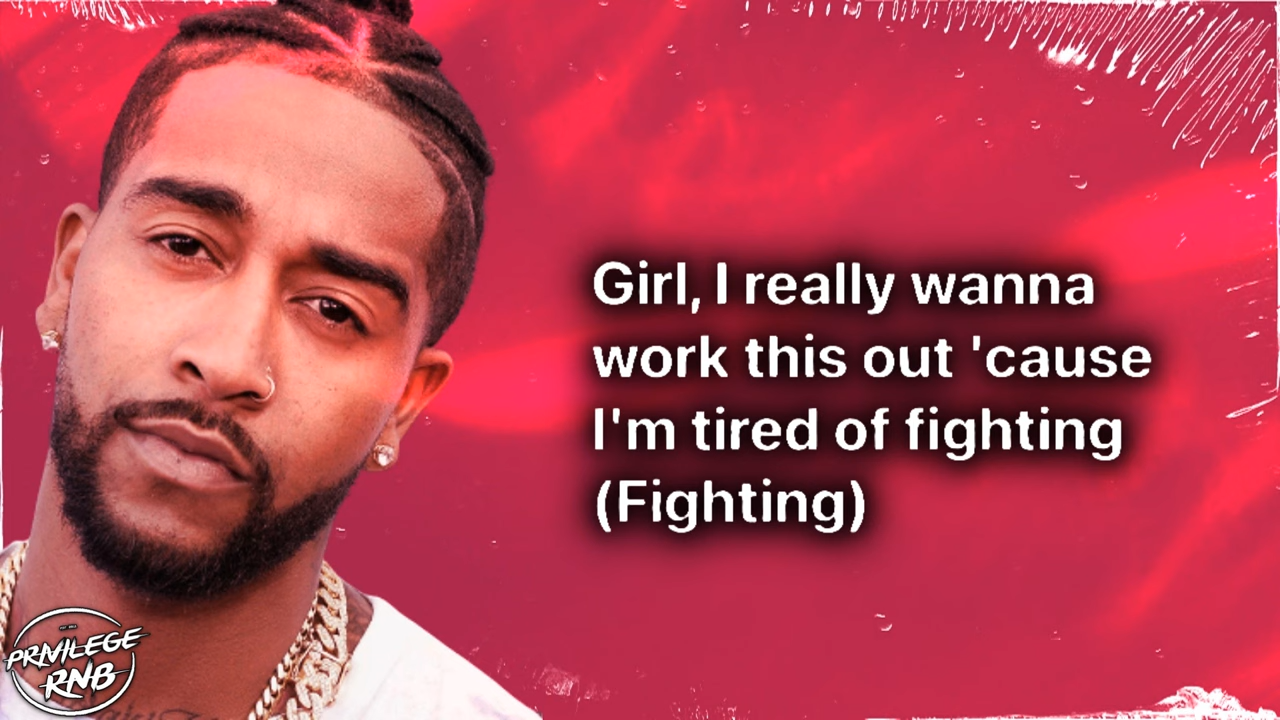 Girl, I really wanna
work this out 'cause
I'm tired of fighting
(Fighting)
PRIVILEGE
RNB